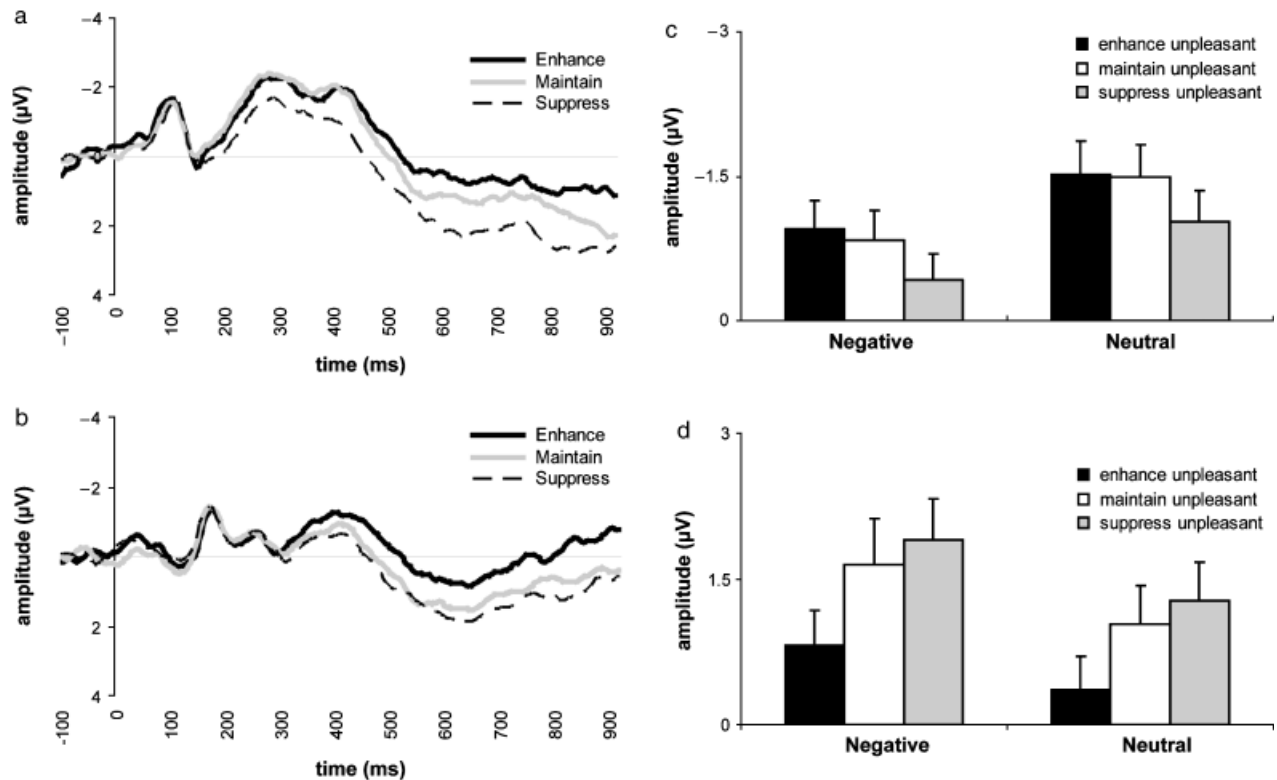 a
−4
−2
2
4
amplitude (µV)
Enhance
Maintain
Suppress
-100
0
100
200
300
400
500
600
700
800
900
time (ms)
b
−4
−2
2
4
amplitude (µV)
Enhance
Maintain
Suppress
-100
0
100
200
300
400
500
600
700
800
900
time (ms)
c
−3
−1.5
0
amplitude (µV)
enhance unpleasant
maintain unpleasant
suppress unpleasant
Negative
Neutral
d
3
1.5
0
amplitude (µV)
enhance unpleasant
maintain unpleasant
suppress unpleasant
Negative
Neutral